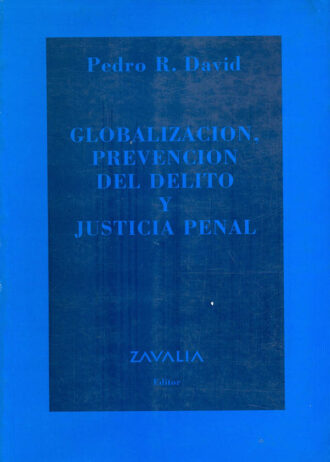 Pedro R. David
GLOBALIZACION,
PREVENCION
DEL DELITO
Y
JUSTICIA PENAL
ZAVALIA
Editor